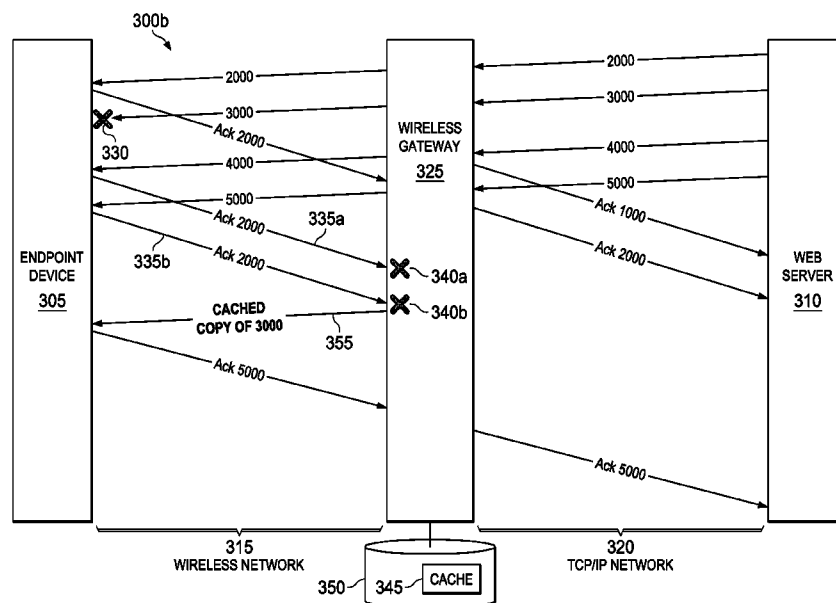 300b
2000
2000
3000
3000
330
Ack 2000
WIRELESS
GATEWAY
325
4000
4000
5000
5000
Ack 2000
335a
Ack 1000
335b
Ack 2000
Ack 2000
ENDPOINT
DEVICE
305
WEB
SERVER
310
340a
340b
CACHED
COPY OF 3000
355
Ack 5000
Ack 5000
315
WIRELESS NETWORK
320
TCP/IP NETWORK
350
345
CACHE